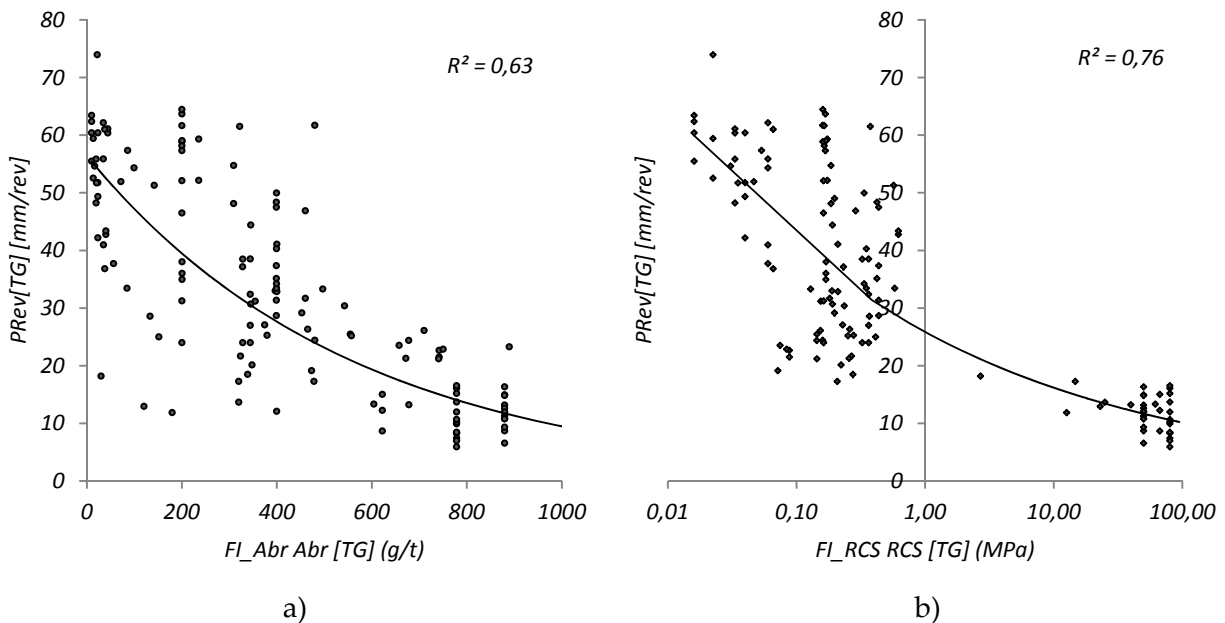 80
70
60
50
40
30
20
10
0
PRev[TG] [mm/rev]
R² = 0,63
0 200 400 600 800 1000
FI_Abr Abr [TG] (g/t)
a)
80
70
60
50
40
30
20
10
0
PRev[TG] [mm/rev]
R² = 0,76
0,01 0,10 1,00 10,00 100,00
FI_RCS RCS [TG] (MPa)
b)